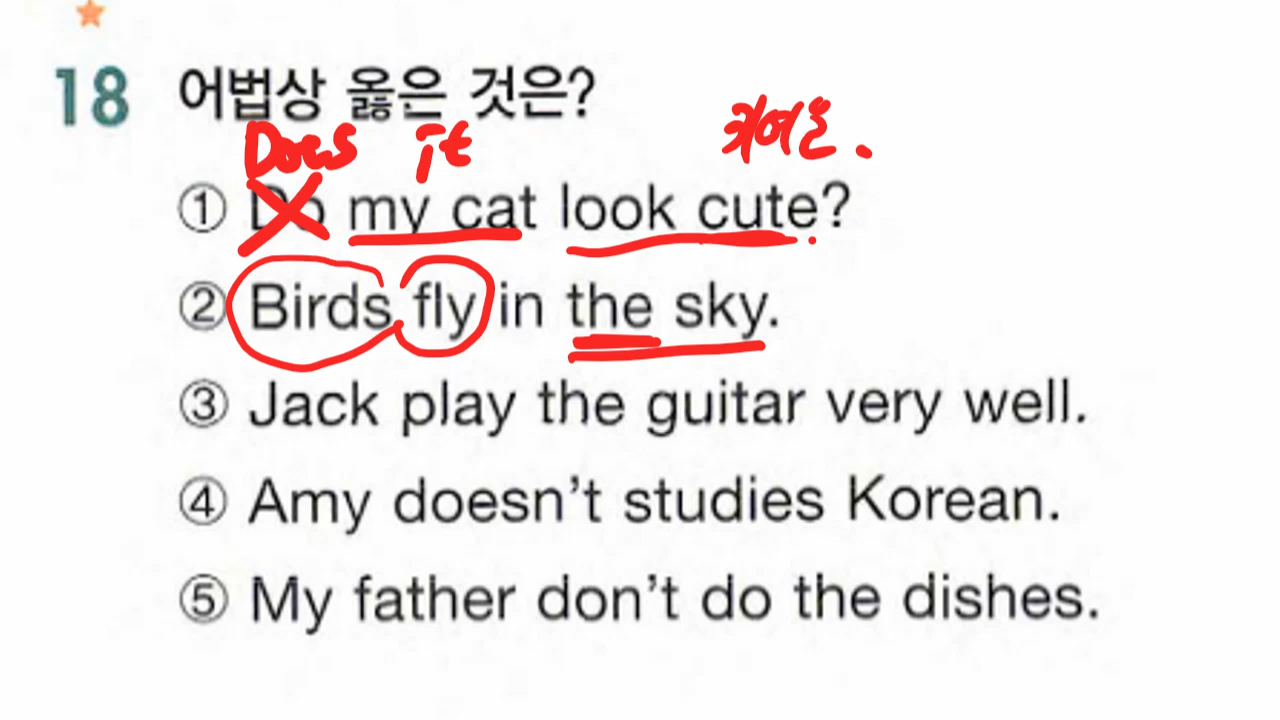 18 어법상 옳은 것은?
Does it 귀여운.
① Do my cat look cute?
② Birds fly in the sky.
③ Jack play the guitar very well.
④ Amy doesn't studies Korean.
⑤ My father don't do the dishes.